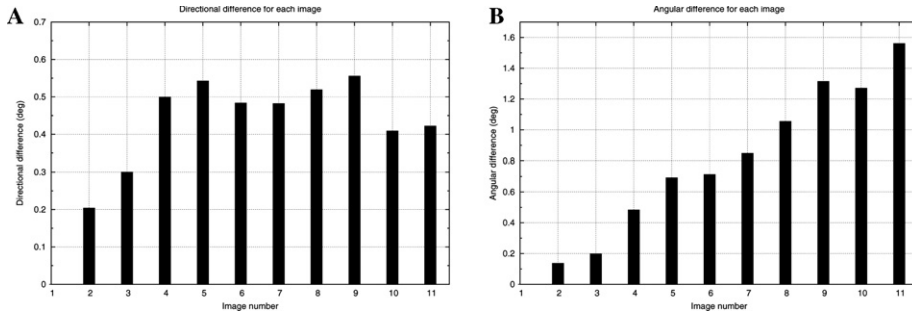 A
Directional difference for each image
0.7
0.6
0.5
0.4
0.3
0.2
0.1
0
Directional difference (deg)
1 2 3 4 5 6 7 8 9 10 11
Image number
B
Angular difference for each image
1.6
1.4
1.2
1
0.8
0.6
0.4
0.2
0
Angular difference (deg)
1 2 3 4 5 6 7 8 9 10 11
Image number